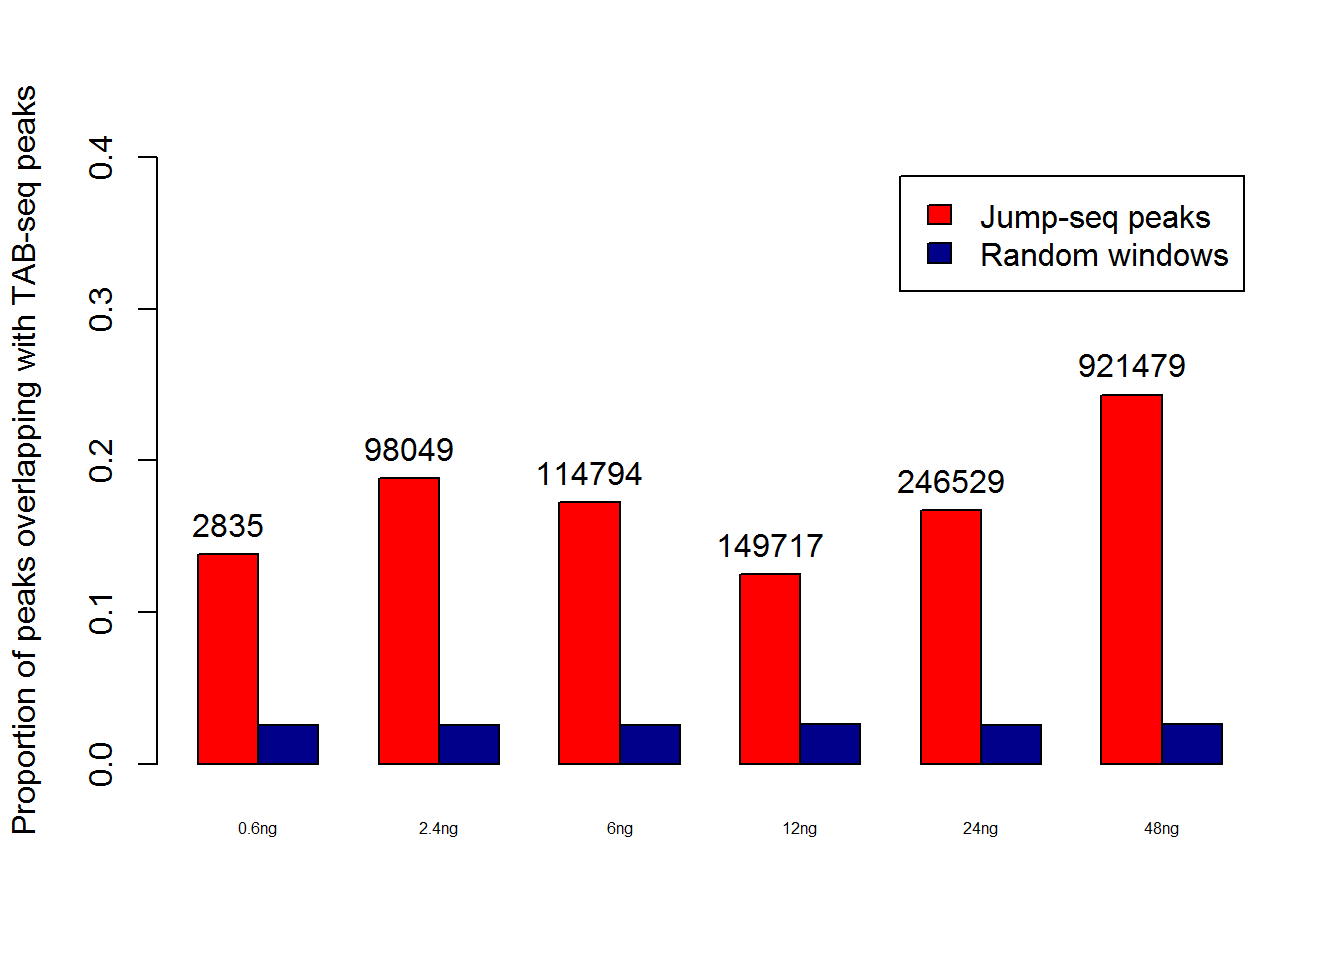 Proportion of peaks overlapping with TAB-seq peaks
0.4
0.3
0.2
0.1
0.0
Jump-seq peaks
Random windows
2835
98049
114794
149717
246529
921479
0.6ng
2.4ng
6ng
12ng
24ng
48ng